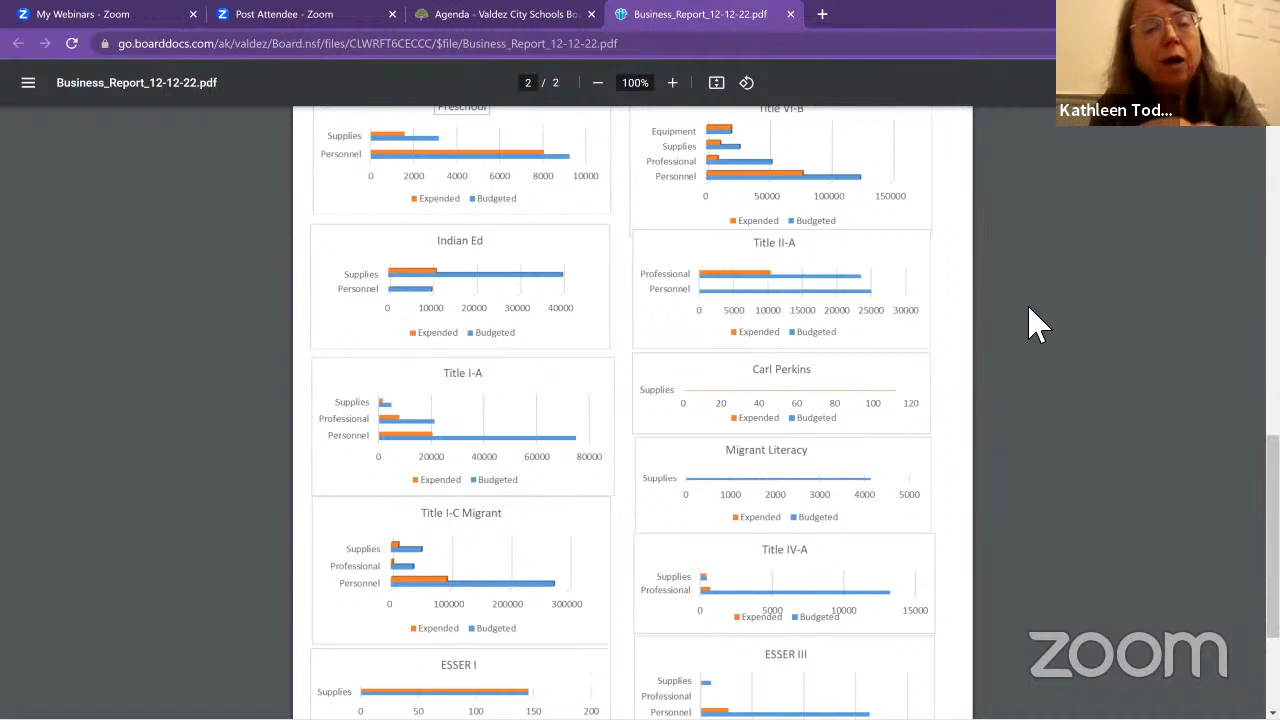 My Webinars - Zoom
Post Attendee - Zoom
Agenda - Valdez City Schools Bo
Business_Report_12-12-22.pdf
go.boarddocs.com/ak/valdez/Board.nsf/files/CLWRFT6CECCC/$file/Business_Report_12-12-22.pdf
Business_Report_12-12-22.pdf
2 / 2
100%
Kathleen Tod...
Preschool
Supplies
Personnel
0 2000 4000 6000 8000 10000
Expended Budgeted
Title VI-B
Equipment
Supplies
Professional
Personnel
0 50000 100000 150000
Expended Budgeted
Indian Ed
Supplies
Personnel
0 10000 20000 30000 40000
Expended Budgeted
Title II-A
Professional
Personnel
0 5000 10000 15000 20000 25000 30000
Expended Budgeted
Title I-A
Supplies
Professional
Personnel
0 20000 40000 60000 80000
Expended Budgeted
Carl Perkins
Supplies
0 20 40 60 80 100 120
Expended Budgeted
Migrant Literacy
Supplies
0 1000 2000 3000 4000 5000
Expended Budgeted
Title I-C Migrant
Supplies
Professional
Personnel
0 100000 200000 300000
Expended Budgeted
Title IV-A
Supplies
Professional
0 5000 10000 15000
Expended Budgeted
ESSER I
Supplies
0 50 100 150 200
ESSER III
Supplies
Professional
Personnel
zoom